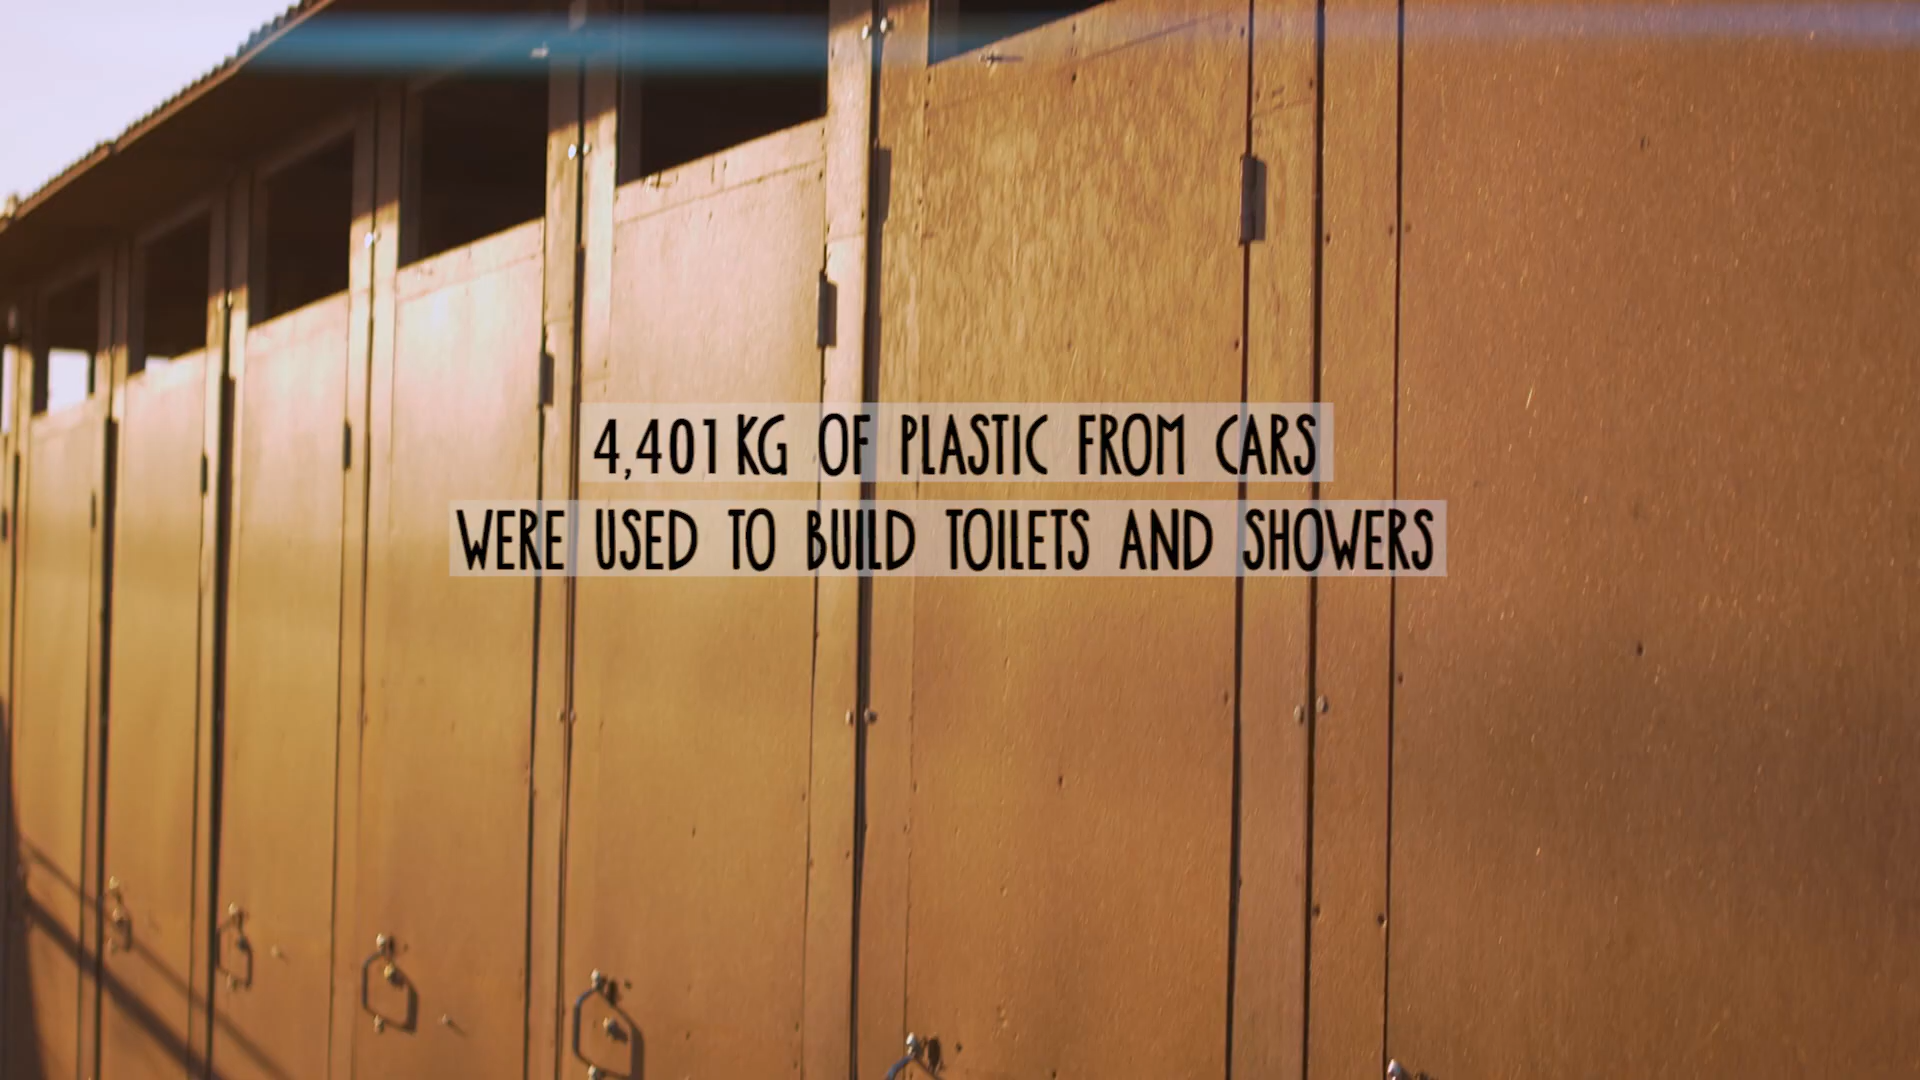 4,401 KG OF PLASTIC FROM CARS
WERE USED TO BUILD TOILETS AND SHOWERS